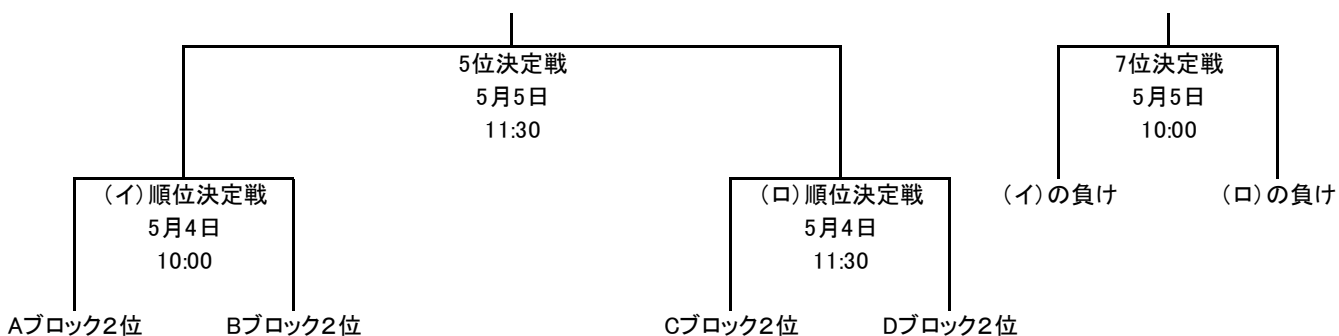 5位決定戦
5月5日
11:30
7位決定戦
5月5日
10:00
（イ）順位決定戦
5月4日
10:00
（ロ）順位決定戦
5月4日
11:30
（イ）の負け
（ロ）の負け
Aブロック２位
Bブロック２位
Cブロック２位
Dブロック２位